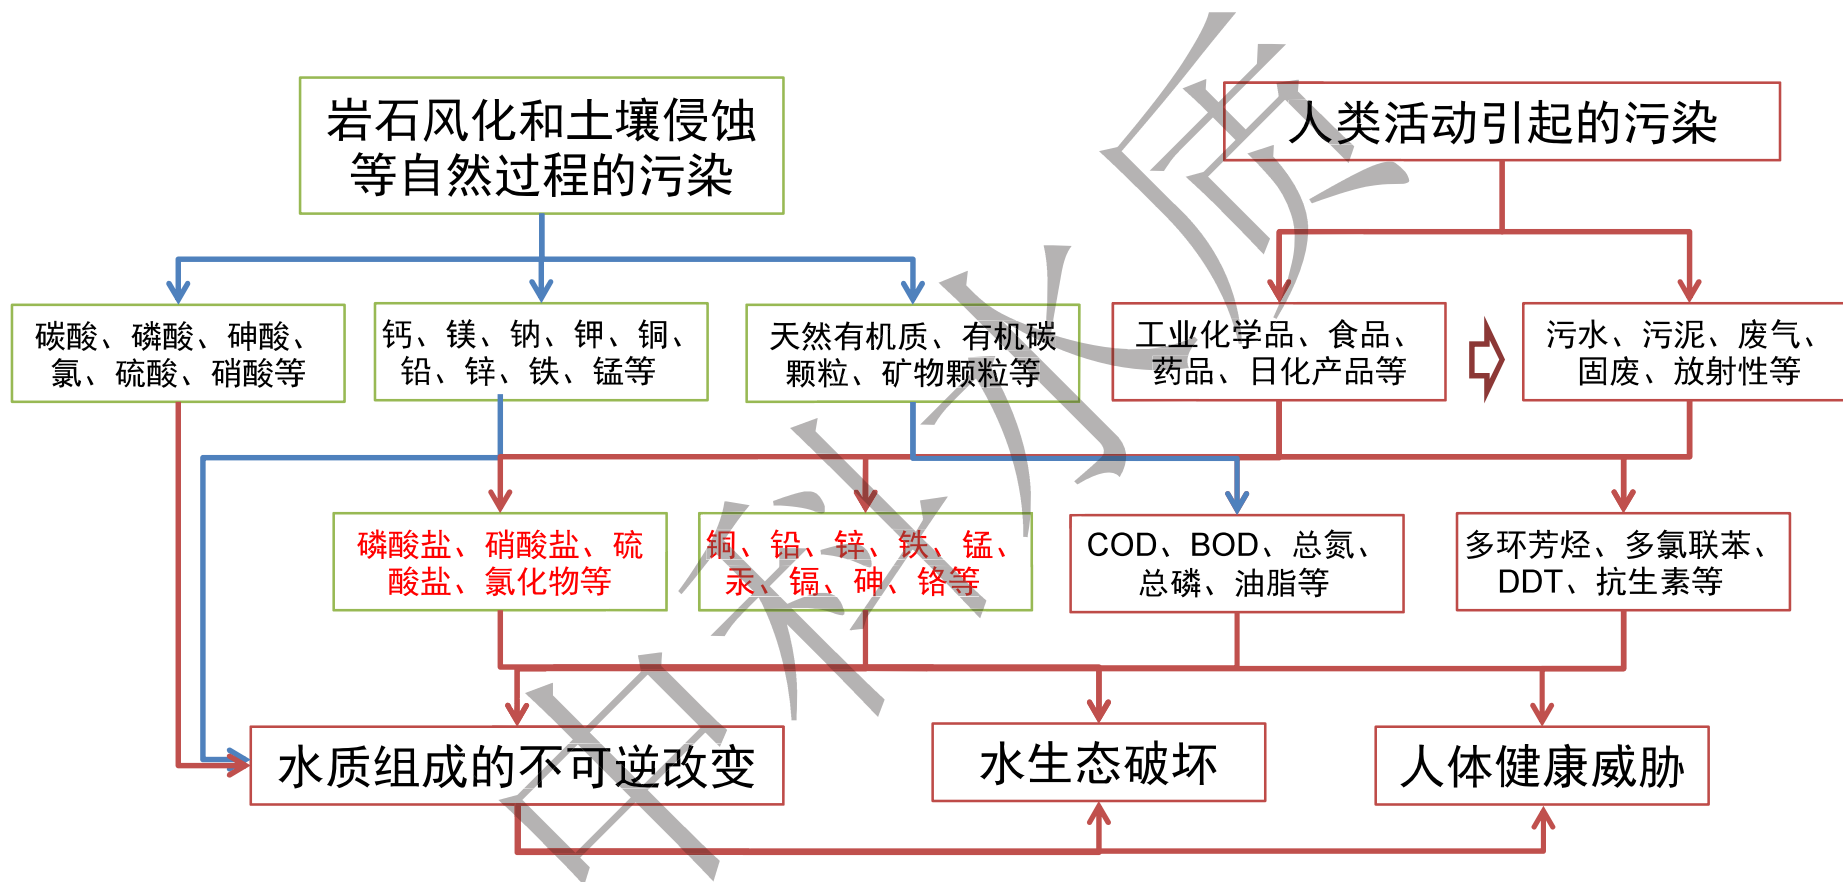 岩石风化和土壤侵蚀
等自然过程的污染
人类活动引起的污染
碳酸、磷酸、砷酸、
氯、硫酸、硝酸等
钙、镁、钠、钾、铜、
铅、锌、铁、锰等
天然有机质、有机碳
颗粒、矿物颗粒等
工业化学品、食品、
药品、日化产品等
污水、污泥、废气、
固废、放射性等
磷酸盐、硝酸盐、硫
酸盐、氯化物等
铜、铅、锌、铁、锰、
汞、镉、砷、铬等
COD、BOD、总氮、
总磷、油脂等
多环芳烃、多氯联苯、
DDT、抗生素等
水质组成的不可逆改变
水生态破坏
人体健康威胁
中科水质